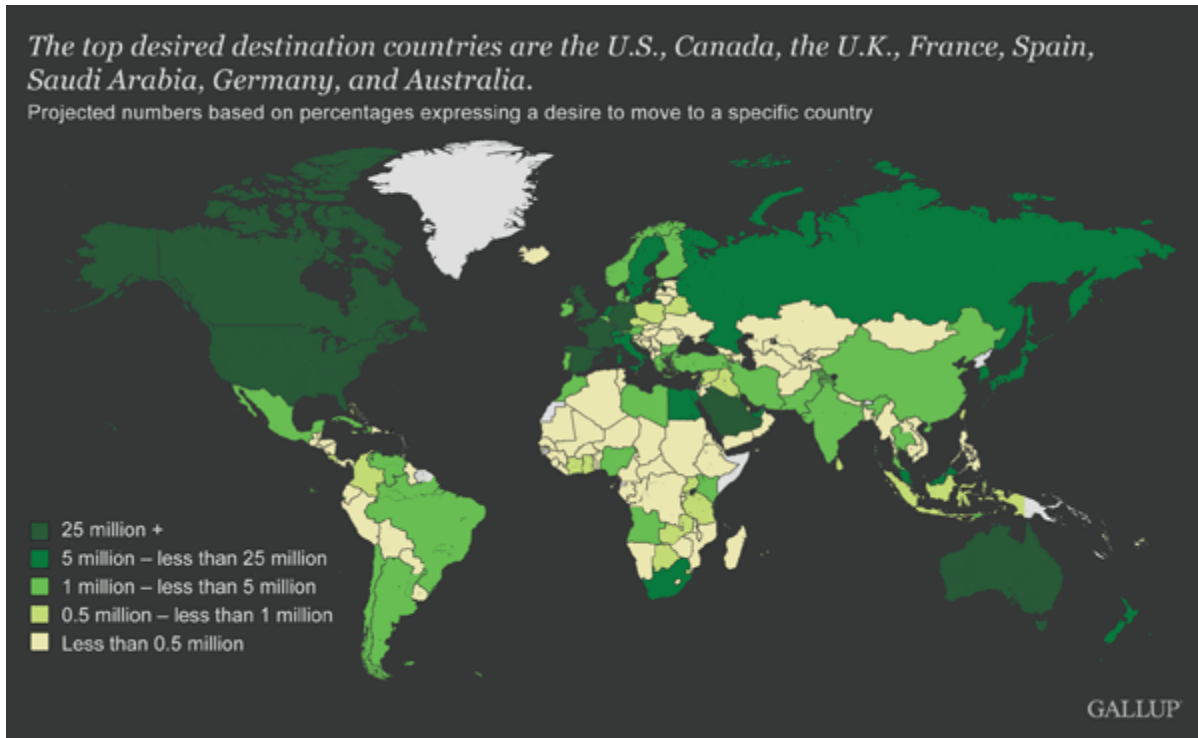 The top desired destination countries are the U.S., Canada, the U.K., France, Spain,
Saudi Arabia, Germany, and Australia.
Projected numbers based on percentages expressing a desire to move to a specific country
25 million +
5 million – less than 25 million
1 million – less than 5 million
0.5 million – less than 1 million
Less than 0.5 million
GALLUP